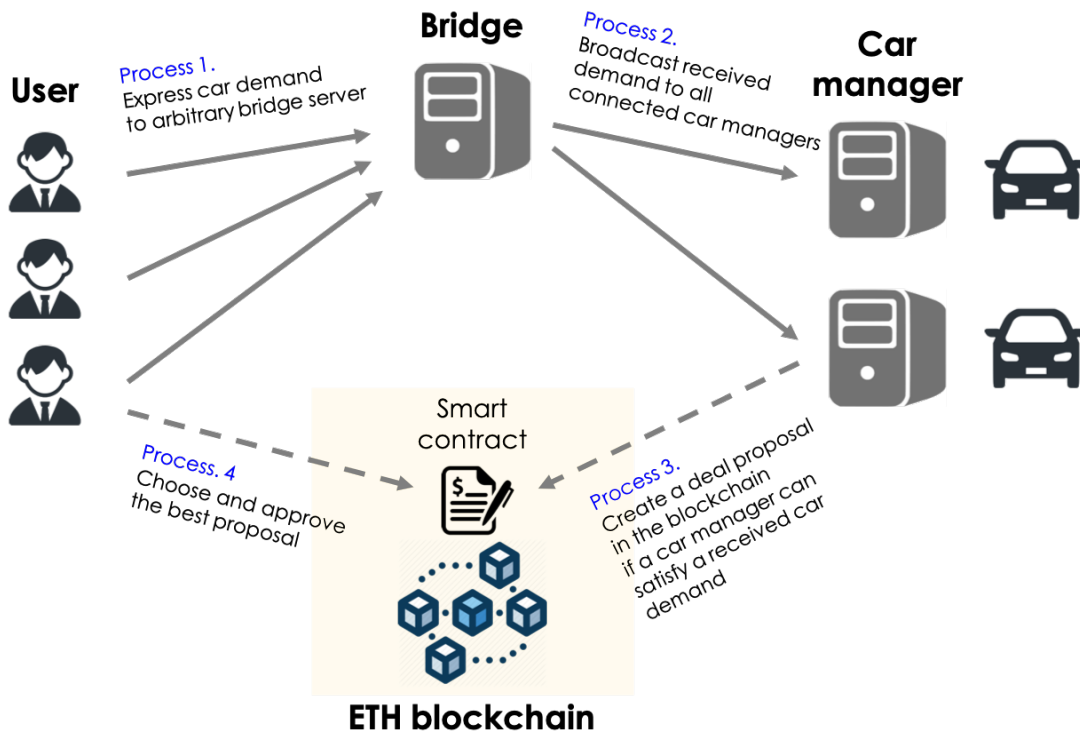 User
Process 1.
Express car demand
to arbitrary bridge server
Bridge
Process 2.
Broadcast received
demand to all
connected car managers
Car
manager
Process 3.
Create a deal proposal
in the blockchain
if a car manager can
satisfy a received car
demand
Process. 4
Choose and approve
the best proposal
Smart
contract
$
ETH blockchain